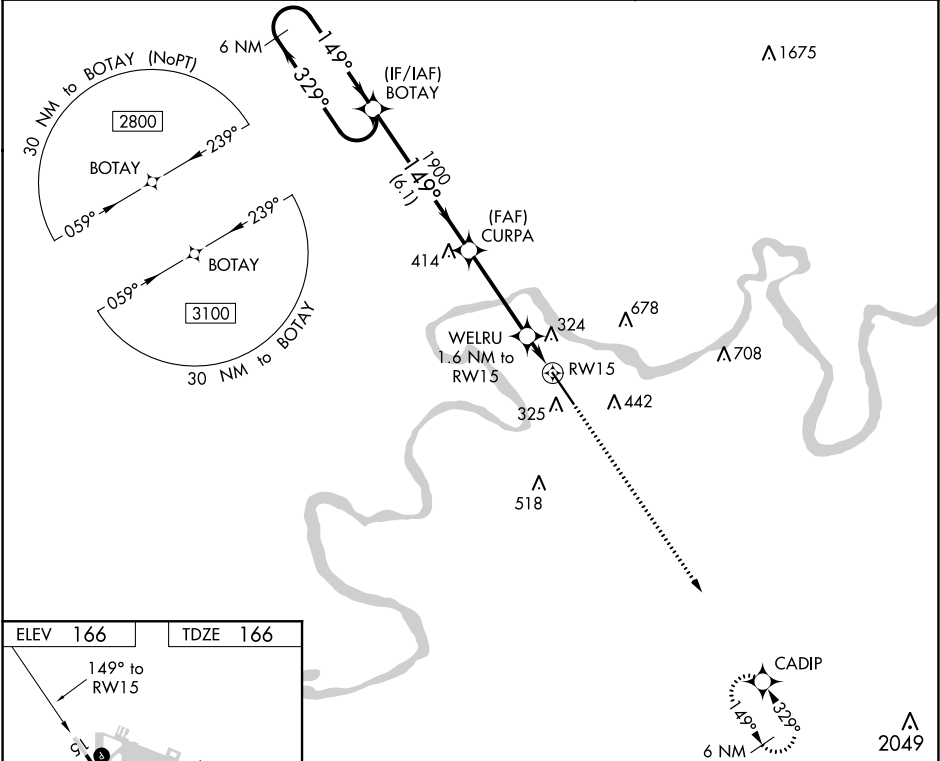 30 NM to BOTAY (NoPT)
2800
BOTAY
239°
059°
239°
BOTAY
059°
3100
30 NM to BOTAY
6 NM
149°
329°
(IF/IAF)
BOTAY
1900
149°
(6.1)
(FAF)
CURPA
414
1675
WELRU
1.6 NM to
RW15
324
678
RW15
708
325
442
518
CADIP
149°
329°
6 NM
2049
ELEV 166
TDZE 166
149° to
RW15
15
P